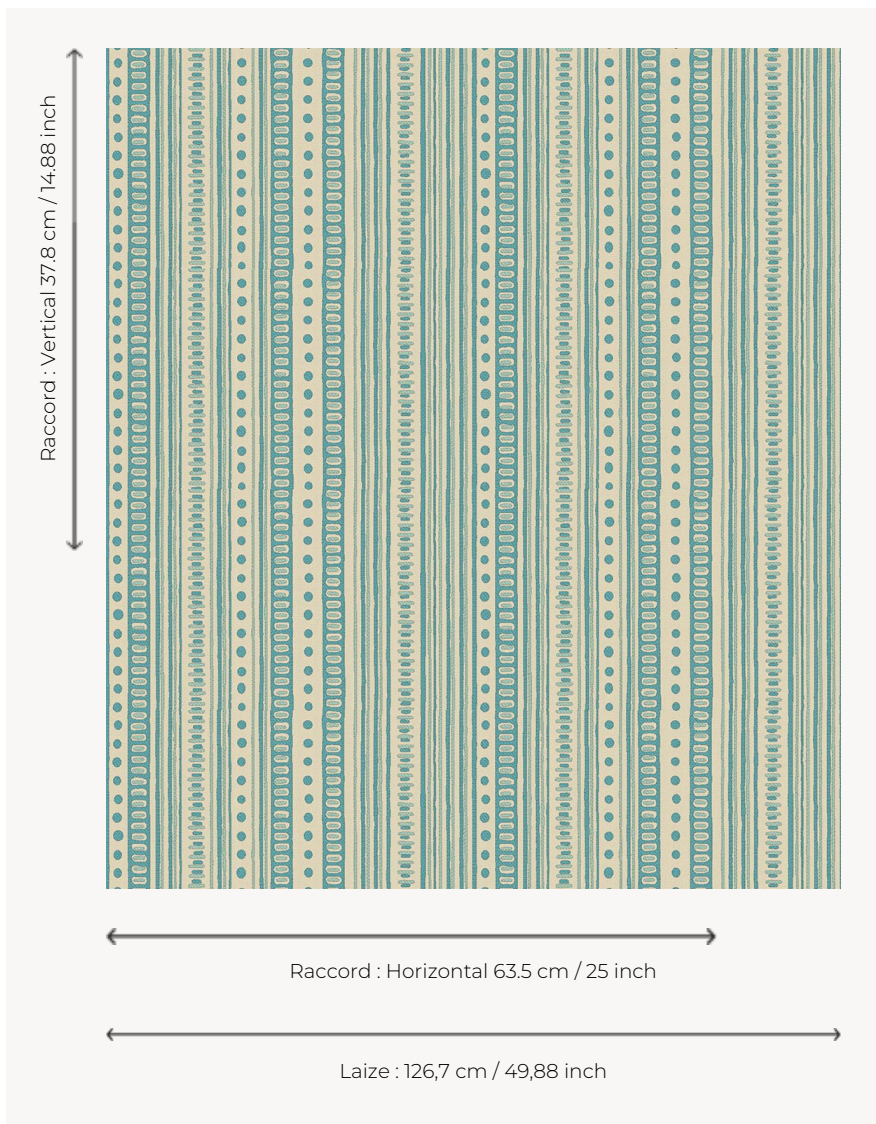 Raccord : Vertical 37.8 cm / 14.88 inch
Raccord : Horizontal 63.5 cm / 25 inch
Laize : 126,7 cm / 49,88 inch